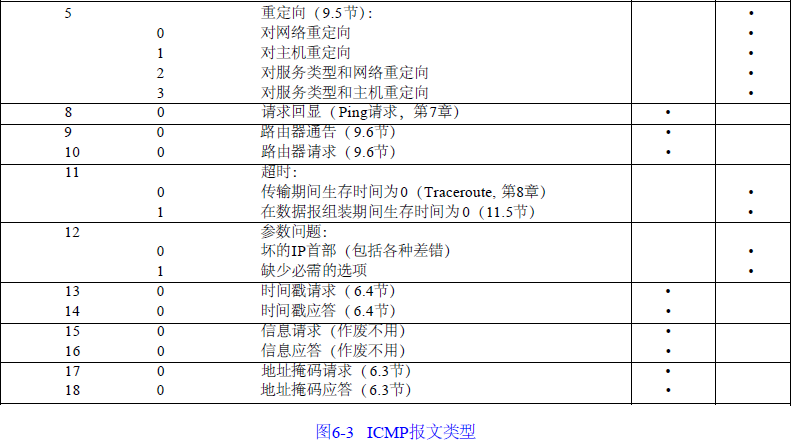 5 重定向（9.5节）： •
0 对网络重定向 •
1 对主机重定向 •
2 对服务类型和网络重定向 •
3 对服务类型和主机重定向 •
8 0 请求回显（Ping请求，第7章） •
9 0 路由器通告（9.6节） •
10 0 路由器请求（9.6节） •
11 超时：
0 传输期间生存时间为0（Traceroute, 第8章） •
1 在数据报组装期间生存时间为0（11.5节） •
12 参数问题：
0 坏的IP首部（包括各种差错） •
1 缺少必需的选项 •
13 0 时间戳请求（6.4节） •
14 0 时间戳应答（6.4节） •
15 0 信息请求（作废不用） •
16 0 信息应答（作废不用） •
17 0 地址掩码请求（6.3节） •
18 0 地址掩码应答（6.3节） •
图6-3 ICMP报文类型